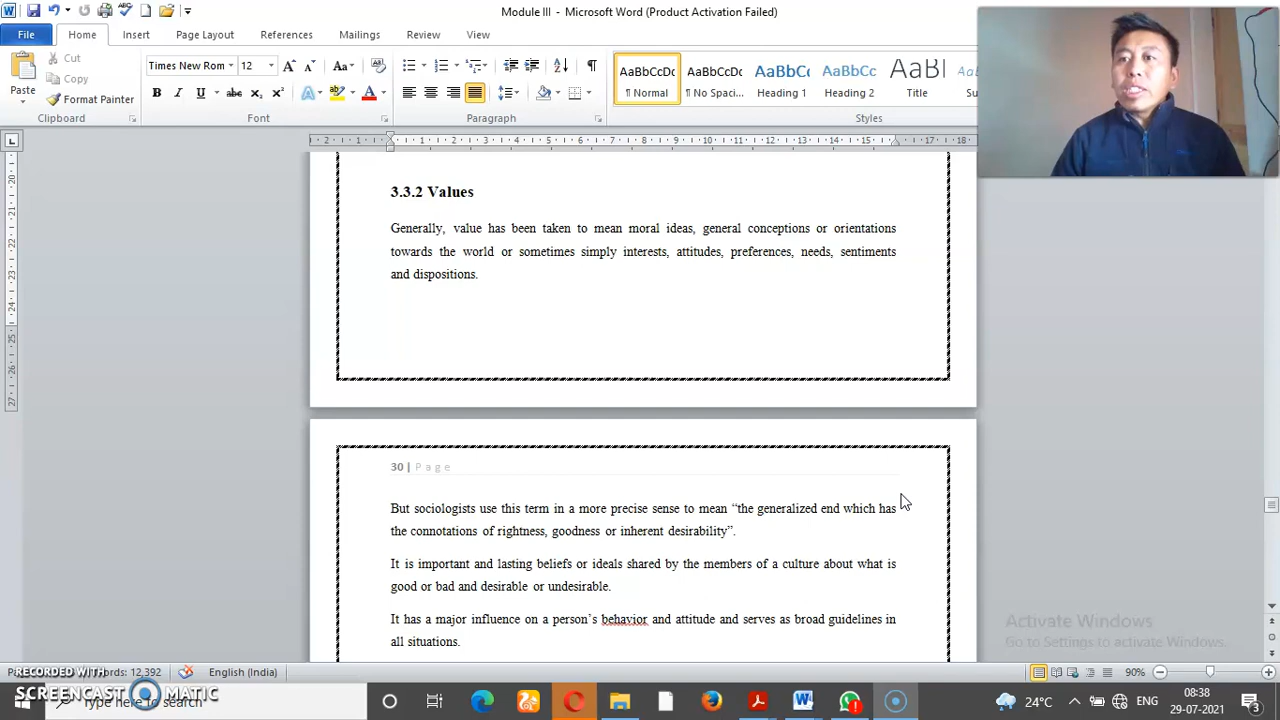 Module III - Microsoft Word (Product Activation Failed)
File Home Insert Page Layout References Mailings Review View
Paste
Cut
Copy
Format Painter
Clipboard
Times New Rom 12
Font
Paragraph
AaBbCcDc AaBbCcDc AaBbCc AaBbCc AaBl
¶ Normal ¶ No Spaci... Heading 1 Heading 2 Title
Styles
3.3.2 Values
Generally, value has been taken to mean moral ideas, general conceptions or orientations
towards the world or sometimes simply interests, attitudes, preferences, needs, sentiments
and dispositions.
30 | Page
But sociologists use this term in a more precise sense to mean “the generalized end which has
the connotations of rightness, goodness or inherent desirability”.
It is important and lasting beliefs or ideals shared by the members of a culture about what is
good or bad and desirable or undesirable.
It has a major influence on a person’s behavior and attitude and serves as broad guidelines in
all situations.
Activate Windows
Go to Settings to activate Windows.
RECORDED WITH
SCREENCAST MATIC
12,392
English (India)
90%
Type here to search
24°C
ENG
08:38
29-07-2021